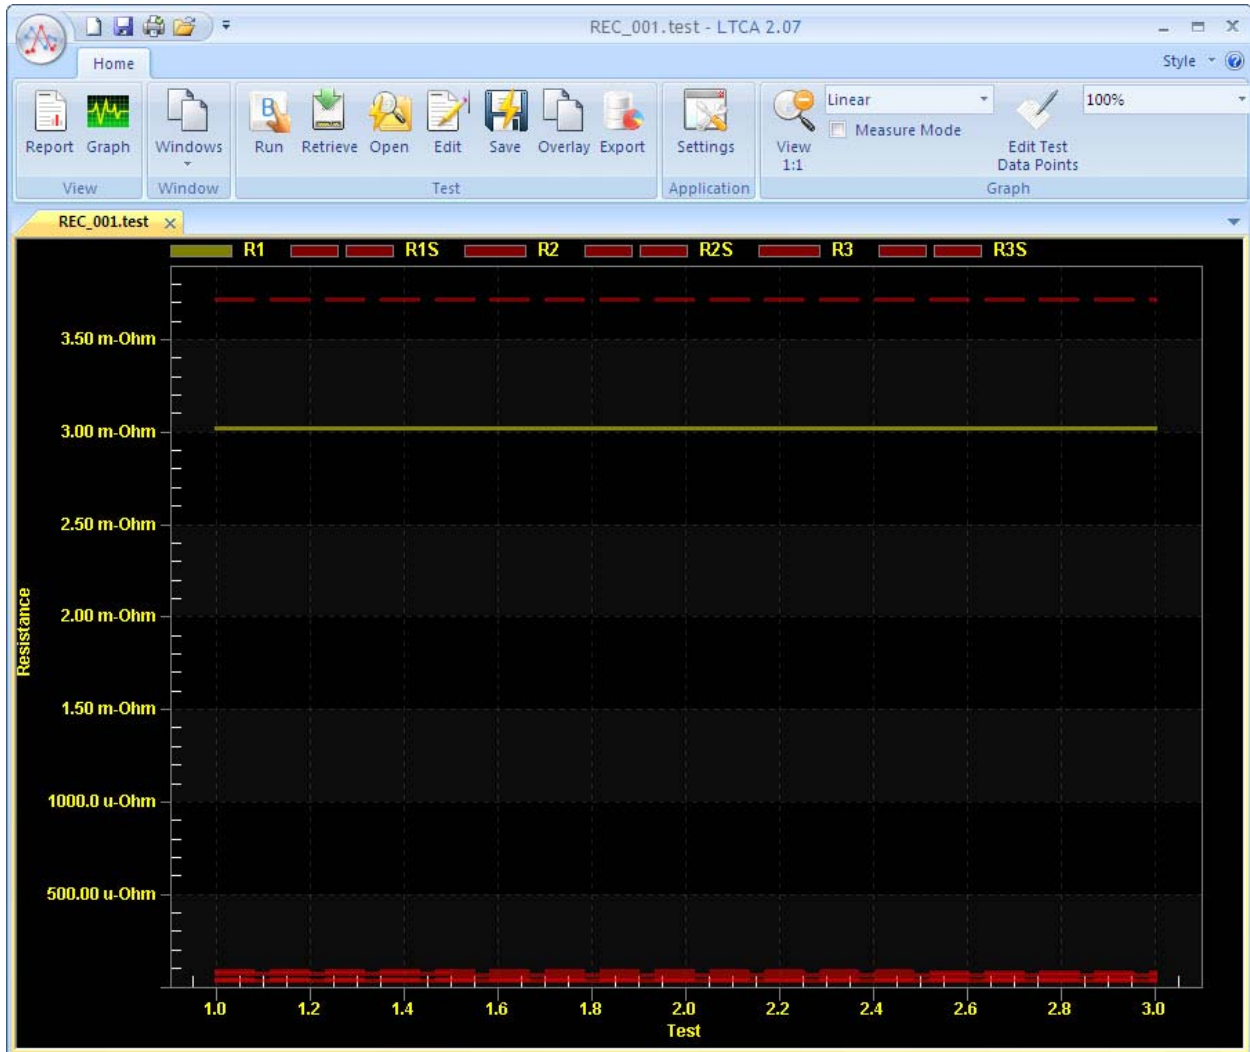 REC_001.test - LTCA 2.07
Home
Style
Report Graph Windows Run Retrieve Open Edit Save Overlay Export Settings View 1:1 Linear Measure Mode Edit Test Data Points 100%
View Window Test Application Graph
REC_001.test
R1 R1S R2 R2S R3 R3S
3.50 m-Ohm
3.00 m-Ohm
2.50 m-Ohm
2.00 m-Ohm
Resistance
1.50 m-Ohm
1000.0 u-Ohm
500.00 u-Ohm
1.0 1.2 1.4 1.6 1.8 2.0 2.2 2.4 2.6 2.8 3.0
Test